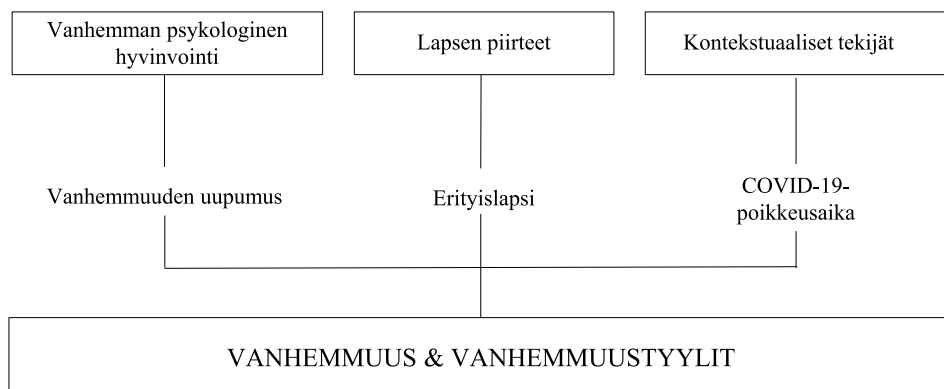 Vanhemman psykologinen
hyvinvointi
Lapsen piirteet
Kontekstuaaliset tekijät
Vanhemmuuden uupumus
Erityislapsi
COVID-19-
poikkeusaika
VANHEMMUUS & VANHEMMUUSTYYLIT